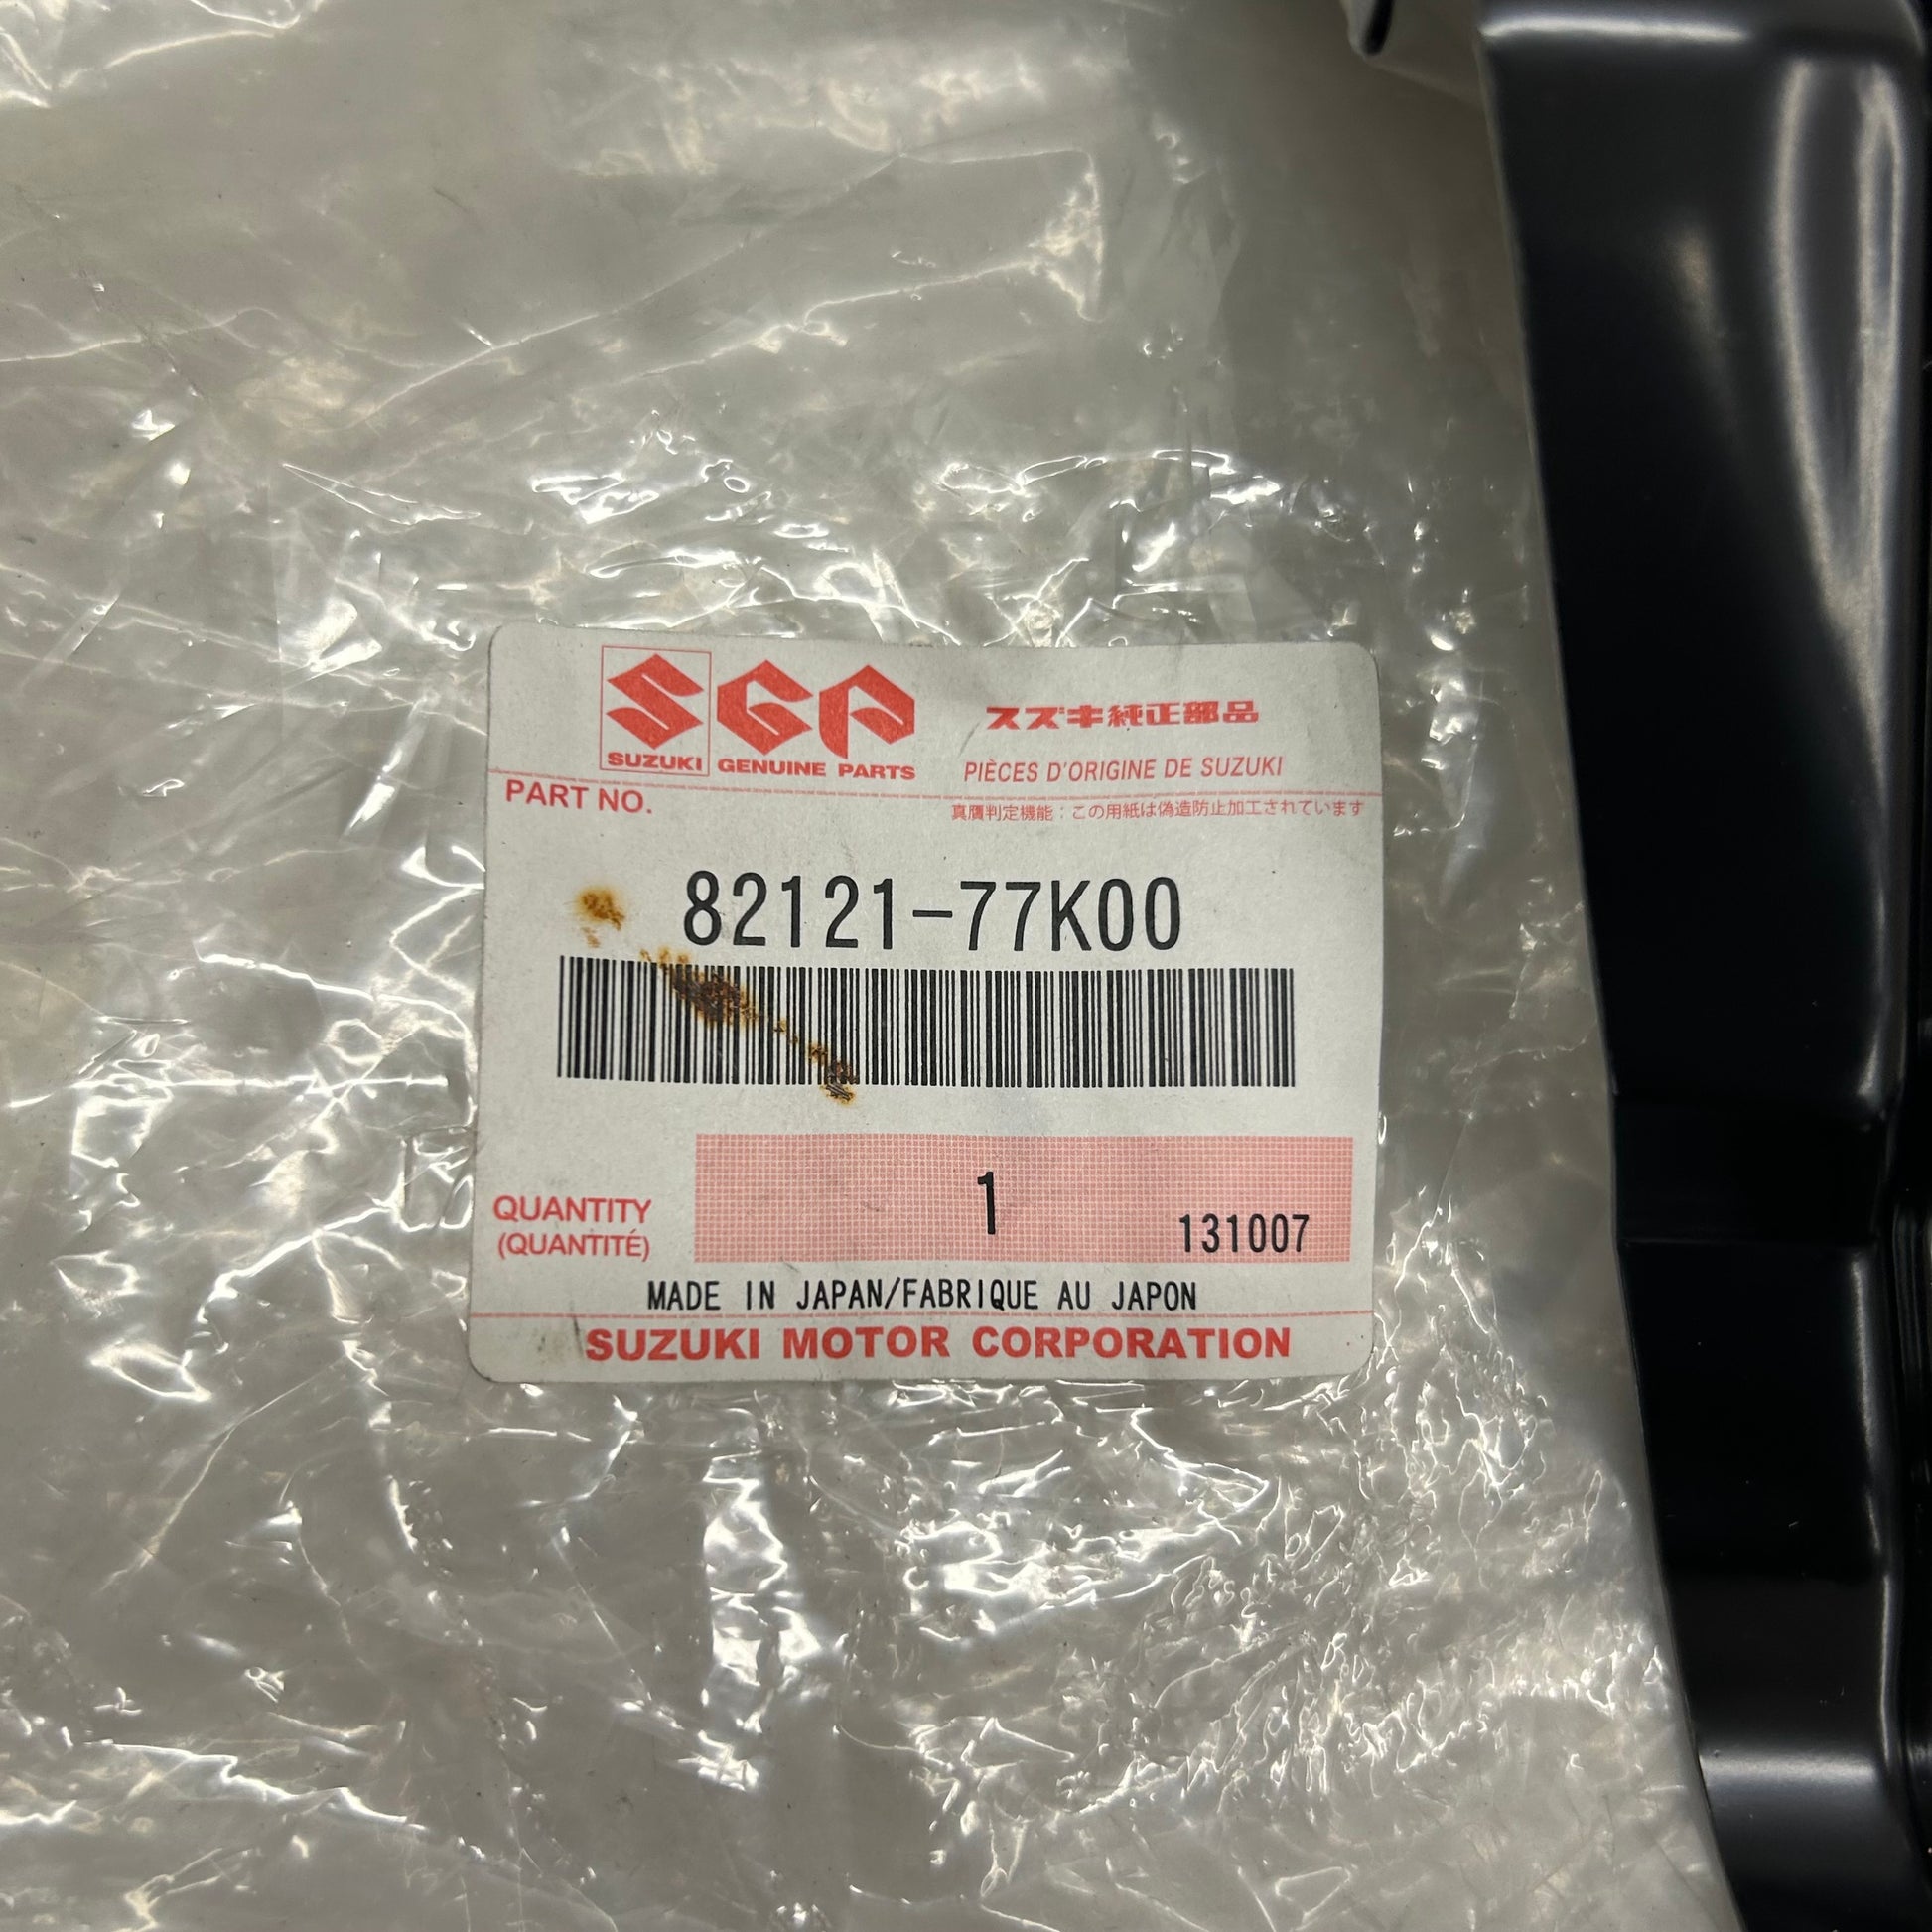 SGP
スズキ純正部品
SUZUKI GENUINE PARTS
PIÈCES D'ORIGINE DE SUZUKI
PART NO.
真贋判定機能：この用紙は偽造防止加工されています
82121-77K00
1
QUANTITY
(QUANTITÉ)
131007
MADE IN JAPAN/FABRIQUE AU JAPON
SUZUKI MOTOR CORPORATION